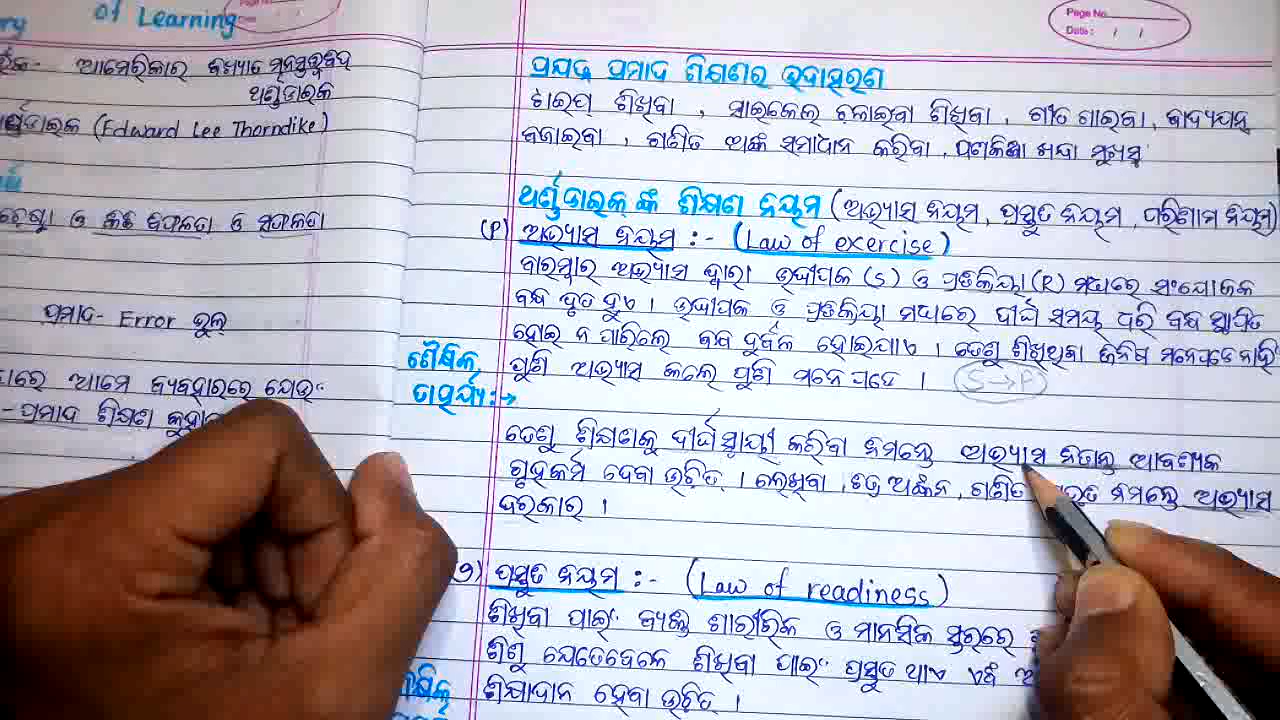 of Learning
ଆମେରିକାର ବିଖ୍ୟାତ ମନସ୍ତତ୍ତ୍ୱବିଦ୍
ଥର୍ଣ୍ଡାଇକ
(Edward Lee Thorndike)
ଚେଷ୍ଟା ଓ କିଛି ବିଫଳତା ଓ ସଫଳତା
ପ୍ରମାଦ- Error ଭୁଲ୍
ଆମେ ବ୍ୟବହାରରେ ଯେଉଁ
-ପ୍ରମାଦ ଶିକ୍ଷଣ
Page No.
Date: / /
ପ୍ରଯତ୍ନ ପ୍ରମାଦ ଶିକ୍ଷଣର ଉଦାହରଣ
ଟାଇପ୍ ଶିଖିବା , ସାଇକେଲ ଚଳାଇବା ଶିଖିବା , ଗୀତ ଗାଇବା , ବାଦ୍ୟଯନ୍ତ୍ର
ବଜାଇବା , ଗଣିତ ଅଙ୍କ ସମାଧାନ କରିବା , ପଣକିଆ ଖଣ୍ଡା ମୁଖସ୍ଥ
ଥର୍ଣ୍ଡାଇକ୍ ଙ୍କ ଶିକ୍ଷଣ ନିୟମ (ଅଭ୍ୟାସ ନିୟମ , ପ୍ରସ୍ତୁତ ନିୟମ , ପରିଣାମ ନିୟମ)
(୧) ଅଭ୍ୟାସ ନିୟମ :- (Law of exercise)
ବାରମ୍ବାର ଅଭ୍ୟାସ ଦ୍ୱାରା ଉଦ୍ଦୀପକ (S) ଓ ପ୍ରତିକ୍ରିୟା (R) ମଧ୍ୟରେ ସଂଯୋଜକ
ବନ୍ଧ ଦୃଢ ହୁଏ । ଉଦ୍ଦୀପକ ଓ ପ୍ରତିକ୍ରିୟା ମଧ୍ୟରେ ଦୀର୍ଘ ସମୟ ଧରି ବନ୍ଧ ସ୍ଥାପିତ
ହୋଇ ନ ପାରିଲେ ବନ୍ଧ ଦୁର୍ବଳ ହୋଇଯାଏ । ତେଣୁ ଶିଖିଥିବା ଜିନିଷ ମନେପଡେ ନାହିଁ
ପୁଣି ଅଭ୍ୟାସ କଲେ ପୁଣି ମନେ ପଡେ । S→R
ଶୈକ୍ଷିକ
ତାତ୍ପର୍ଯ୍ୟ :→
ତେଣୁ ଶିକ୍ଷଣକୁ ଦୀର୍ଘସ୍ଥାୟୀ କରିବା ନିମନ୍ତେ ଅଭ୍ୟାସ ନିତାନ୍ତ ଆବଶ୍ୟକ
ଗୃହକର୍ମ ଦେବା ଉଚିତ୍ । ଲେଖିବା , ଚିତ୍ର ଅଙ୍କନ , ଗଣିତ ନିମନ୍ତେ ଅଭ୍ୟାସ
ଦରକାର ।
୨) ପ୍ରସ୍ତୁତ ନିୟମ :- (Law of readiness)
ଶିଖିବା ପାଇଁ ବ୍ୟକ୍ତି ଶାରୀରିକ ଓ ମାନସିକ ସ୍ତରରେ
ଶିଶୁ ଯେତେବେଳେ ଶିଖିବା ପାଇଁ ପ୍ରସ୍ତୁତ ଥାଏ
ଶିକ୍ଷାଦାନ ହେବା ଉଚିତ୍ ।